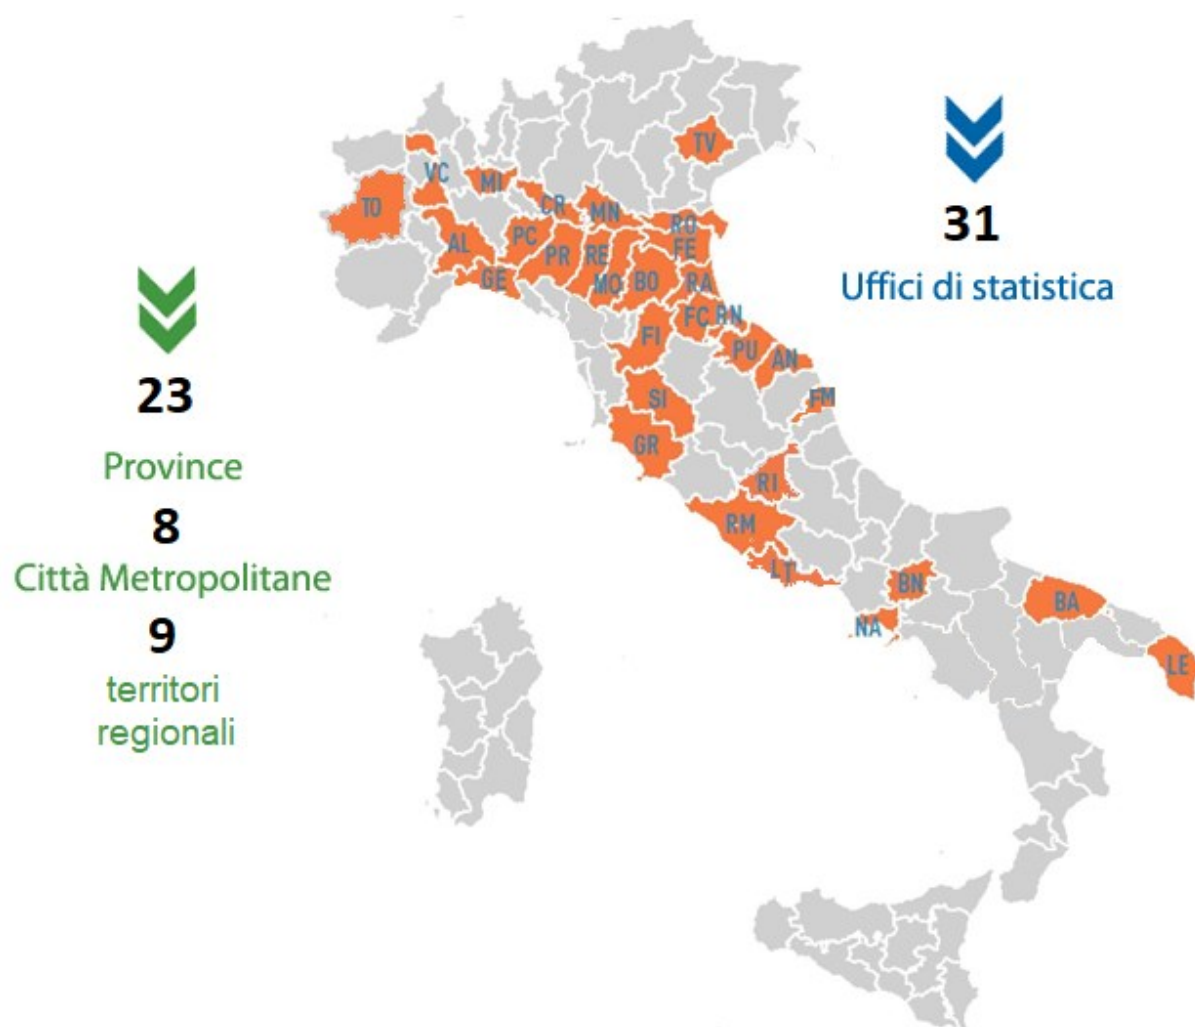 TV
VC
MI
TO
CR
MN
RO
AL
PC
PR
RE
FE
GE
MO
BO
RA
FC
RN
FI
PU
AN
SI
FM
GR
RI
RM
LT
BN
BA
NA
LE
31
Uffici di statistica
23
Province
8
Città Metropolitane
9
territori
regionali